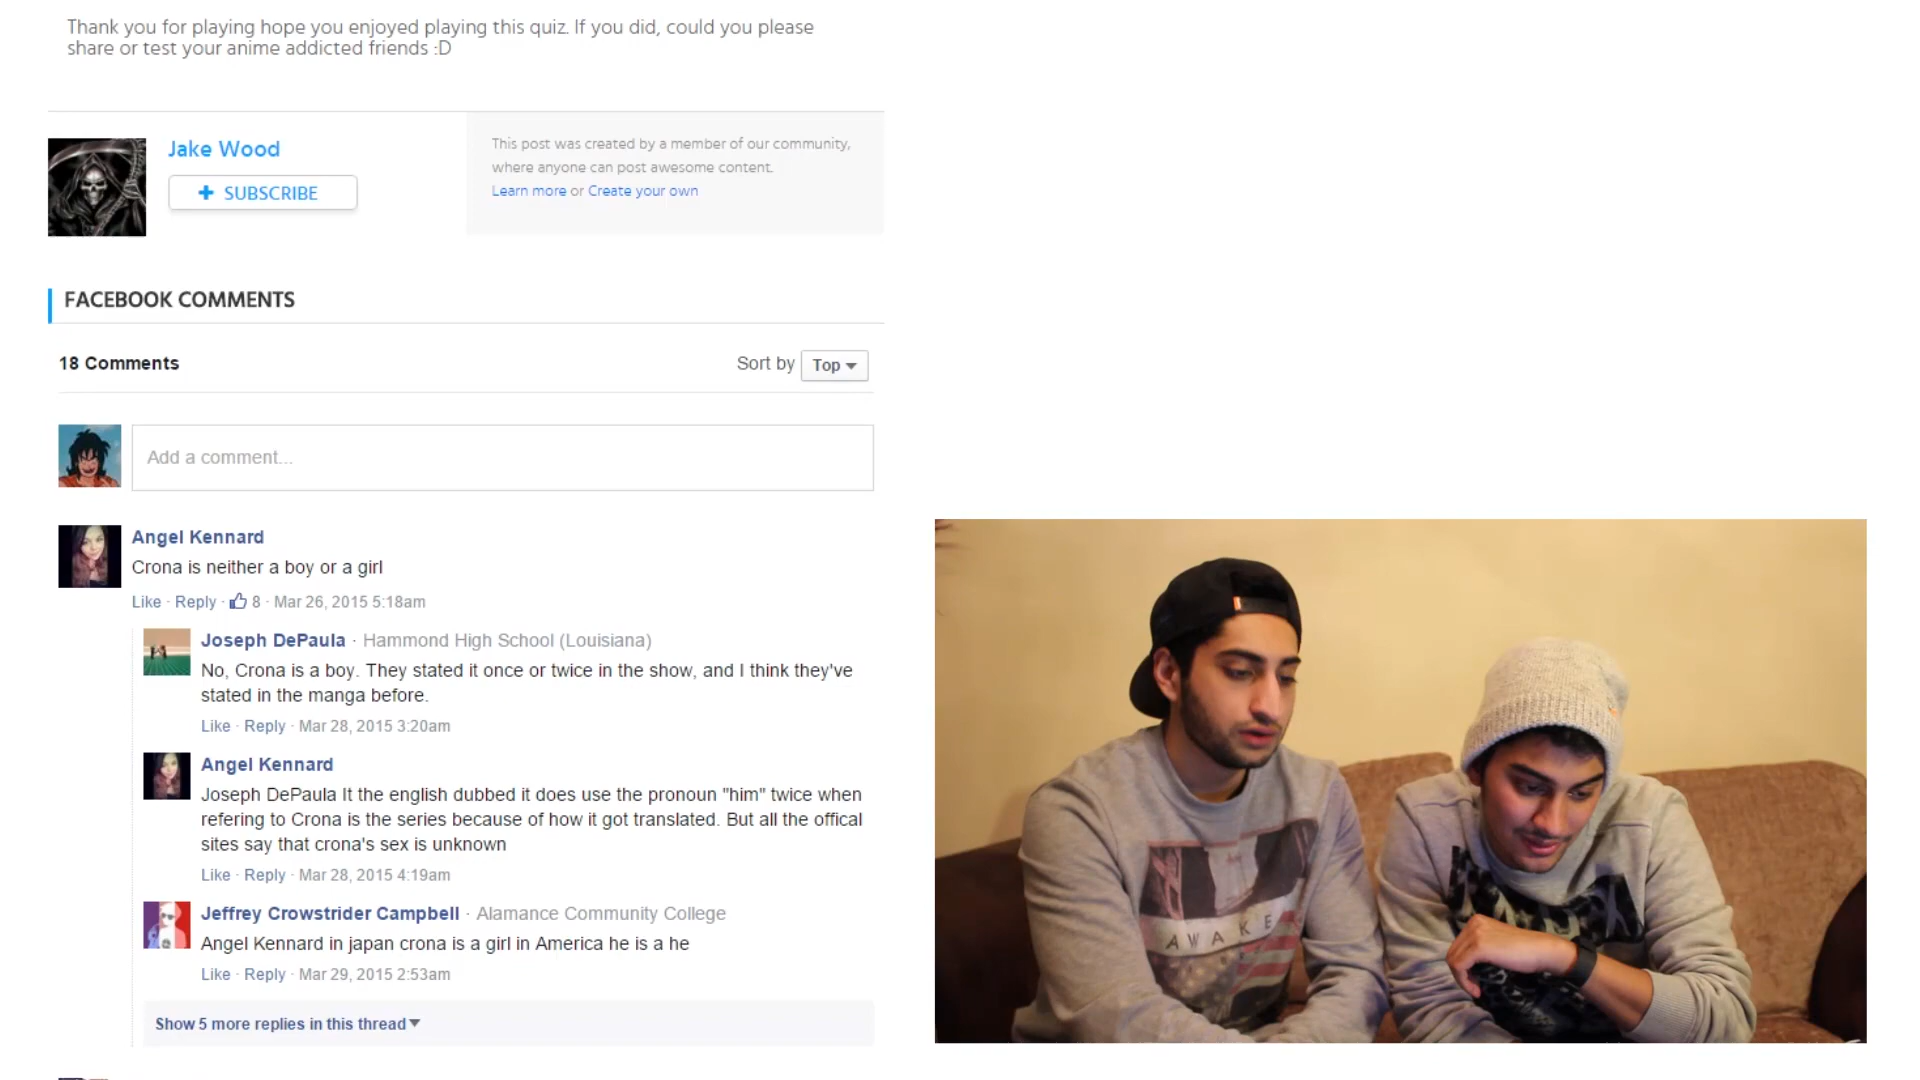 Thank you for playing hope you enjoyed playing this quiz. If you did, could you please
share or test your anime addicted friends :D
Jake Wood
+ SUBSCRIBE
This post was created by a member of our community,
where anyone can post awesome content.
Learn more or Create your own
FACEBOOK COMMENTS
18 Comments
Sort by Top
Add a comment...
Angel Kennard
Crona is neither a boy or a girl
Like · Reply · 8 · Mar 26, 2015 5:18am
Joseph DePaula · Hammond High School (Louisiana)
No, Crona is a boy. They stated it once or twice in the show, and I think they've
stated in the manga before.
Like · Reply · Mar 28, 2015 3:20am
Angel Kennard
Joseph DePaula It the english dubbed it does use the pronoun "him" twice when
refering to Crona is the series because of how it got translated. But all the offical
sites say that crona's sex is unknown
Like · Reply · Mar 28, 2015 4:19am
Jeffrey Crowstrider Campbell · Alamance Community College
Angel Kennard in japan crona is a girl in America he is a he
Like · Reply · Mar 29, 2015 2:53am
Show 5 more replies in this thread
AWAKE